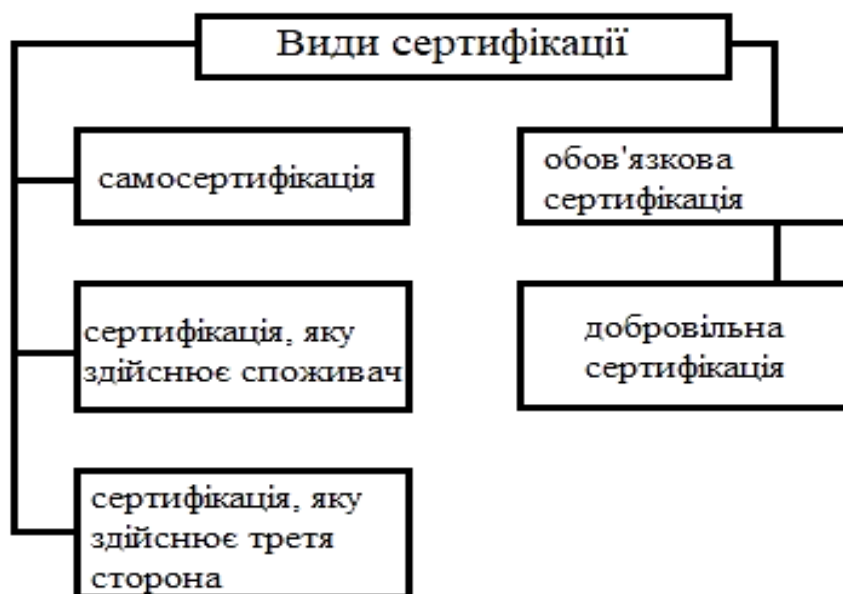 Види сертифікації
самосертифікація
сертифікація, яку
здійснює споживач
сертифікація, яку
здійснює третя
сторона
обов'язкова
сертифікація
добровільна
сертифікація